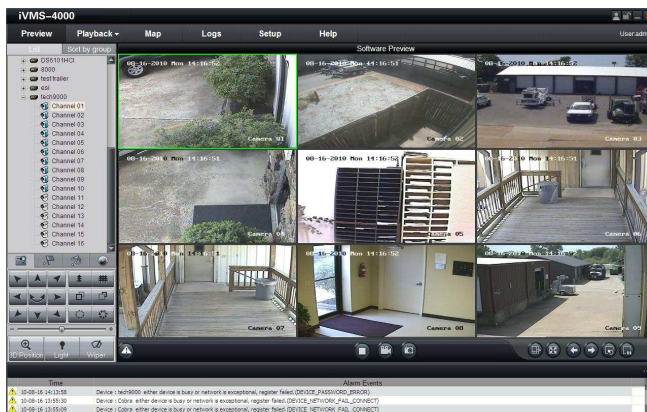 iVMS-4000
Preview Playback Map Logs Setup Help
List Sort by group Software Preview
DS6101HCI
8000
test trailer
esi
tech9000
Channel 01
Channel 02
Channel 03
Channel 04
Channel 05
Channel 06
Channel 07
Channel 08
Channel 09
Channel 10
Channel 11
Channel 12
Channel 13
Channel 14
Channel 15
Channel 16
08-16-2010 Mon 14:16:52
Camera 01
08-16-2010 Mon 14:16:51
Camera 02
08-16-2010 Mon 14:16:52
Camera 03
08-16-2010 Mon 14:16:51
Camera 04
08-16-2010 Mon 14:16:52
Camera 05
08-16-2010 Mon 14:16:51
Camera 06
Camera 07
08-16-2010 Mon 14:16:52
Camera 08
Camera 09
3D Position Light Wiper
Time Alarm Events
10-08-16 14:13:58 Device : tech9000 either device is busy or network is exceptional, register failed.(DEVICE_PASSWORD_ERROR)
10-08-16 13:55:30 Device : Cobra either device is busy or network is exceptional, register failed.(DEVICE_NETWORK_FAIL_CONNECT)
10-08-16 13:55:09 Device : Cobra either device is busy or network is exceptional, register failed.(DEVICE_NETWORK_FAIL_CONNECT)